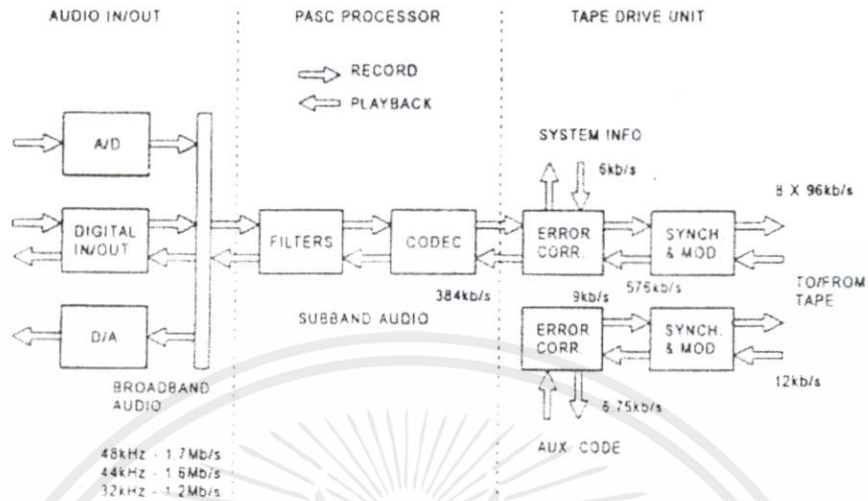 AUDIO IN/OUT
PASC PROCESSOR
TAPE DRIVE UNIT
RECORD
PLAYBACK
SYSTEM INFO
6kb/s
A/D
8 X 96kb/s
DIGITAL
IN/OUT
FILTERS
CODEC
ERROR
CORR.
SYNCH
& MOD
384kb/s
576kb/s
TO/FROM
TAPE
9kb/s
SUBBAND AUDIO
D/A
ERROR
CORR.
SYNCH.
& MOD
BROADBAND
AUDIO
12kb/s
6.75kb/s
AUX. CODE
48kHz - 1.7Mb/s
44kHz - 1.6Mb/s
32kHz - 1.2Mb/s